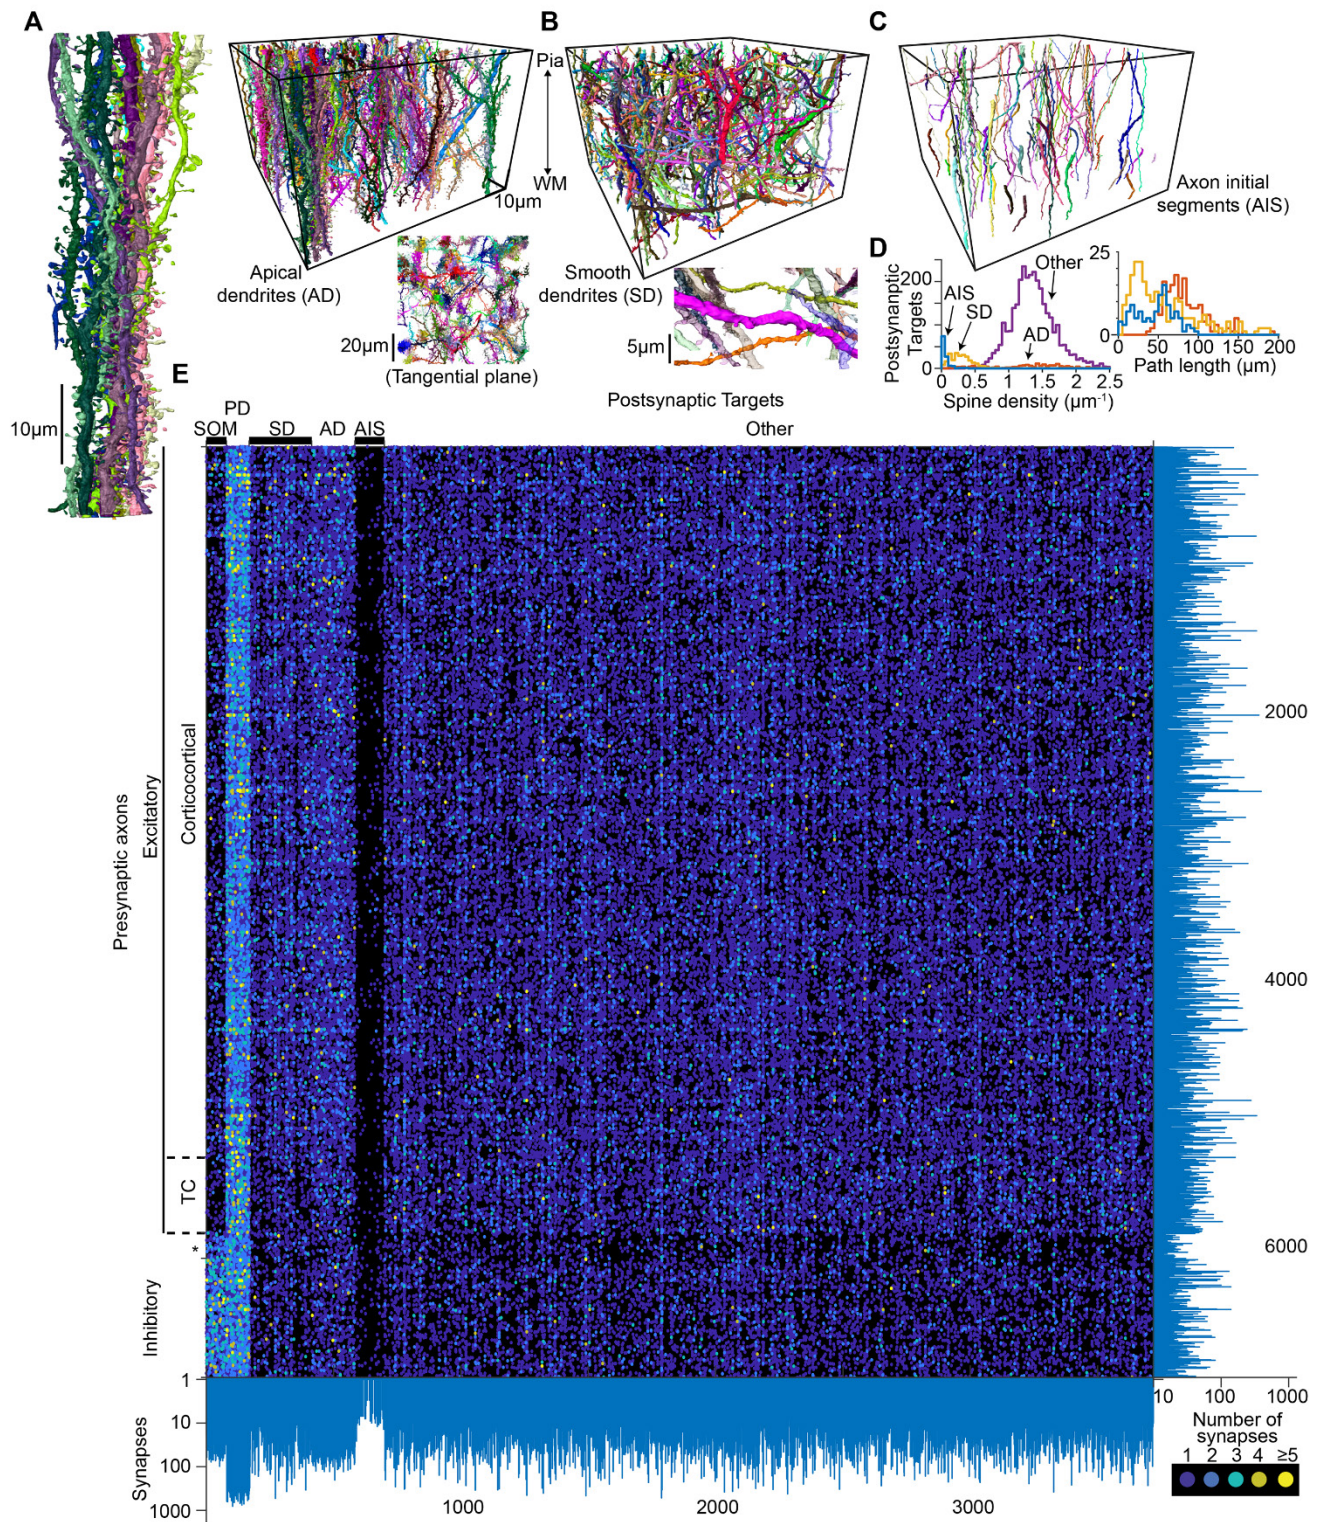 A
B
C
Pia
WM
10µm
Apical
dendrites (AD)
20µm
(Tangential plane)
Smooth
dendrites (SD)
5µm
Axon initial
segments (AIS)
10µm
D
Postsynanptic
Targets
200
100
0
AIS
SD
Other
AD
0 0.5 1 1.5 2 2.5
Spine density (µm⁻¹)
25
0
0 50 100 150 200
Path length (µm)
E
Postsynaptic Targets
SOM PD SD AD AIS Other
Presynaptic axons
Excitatory
Corticocortical
TC
*
Inhibitory
2000
4000
6000
10 100 1000
Number of
synapses
1 2 3 4 ≥5
Synapses
1
10
100
1000
1000 2000 3000